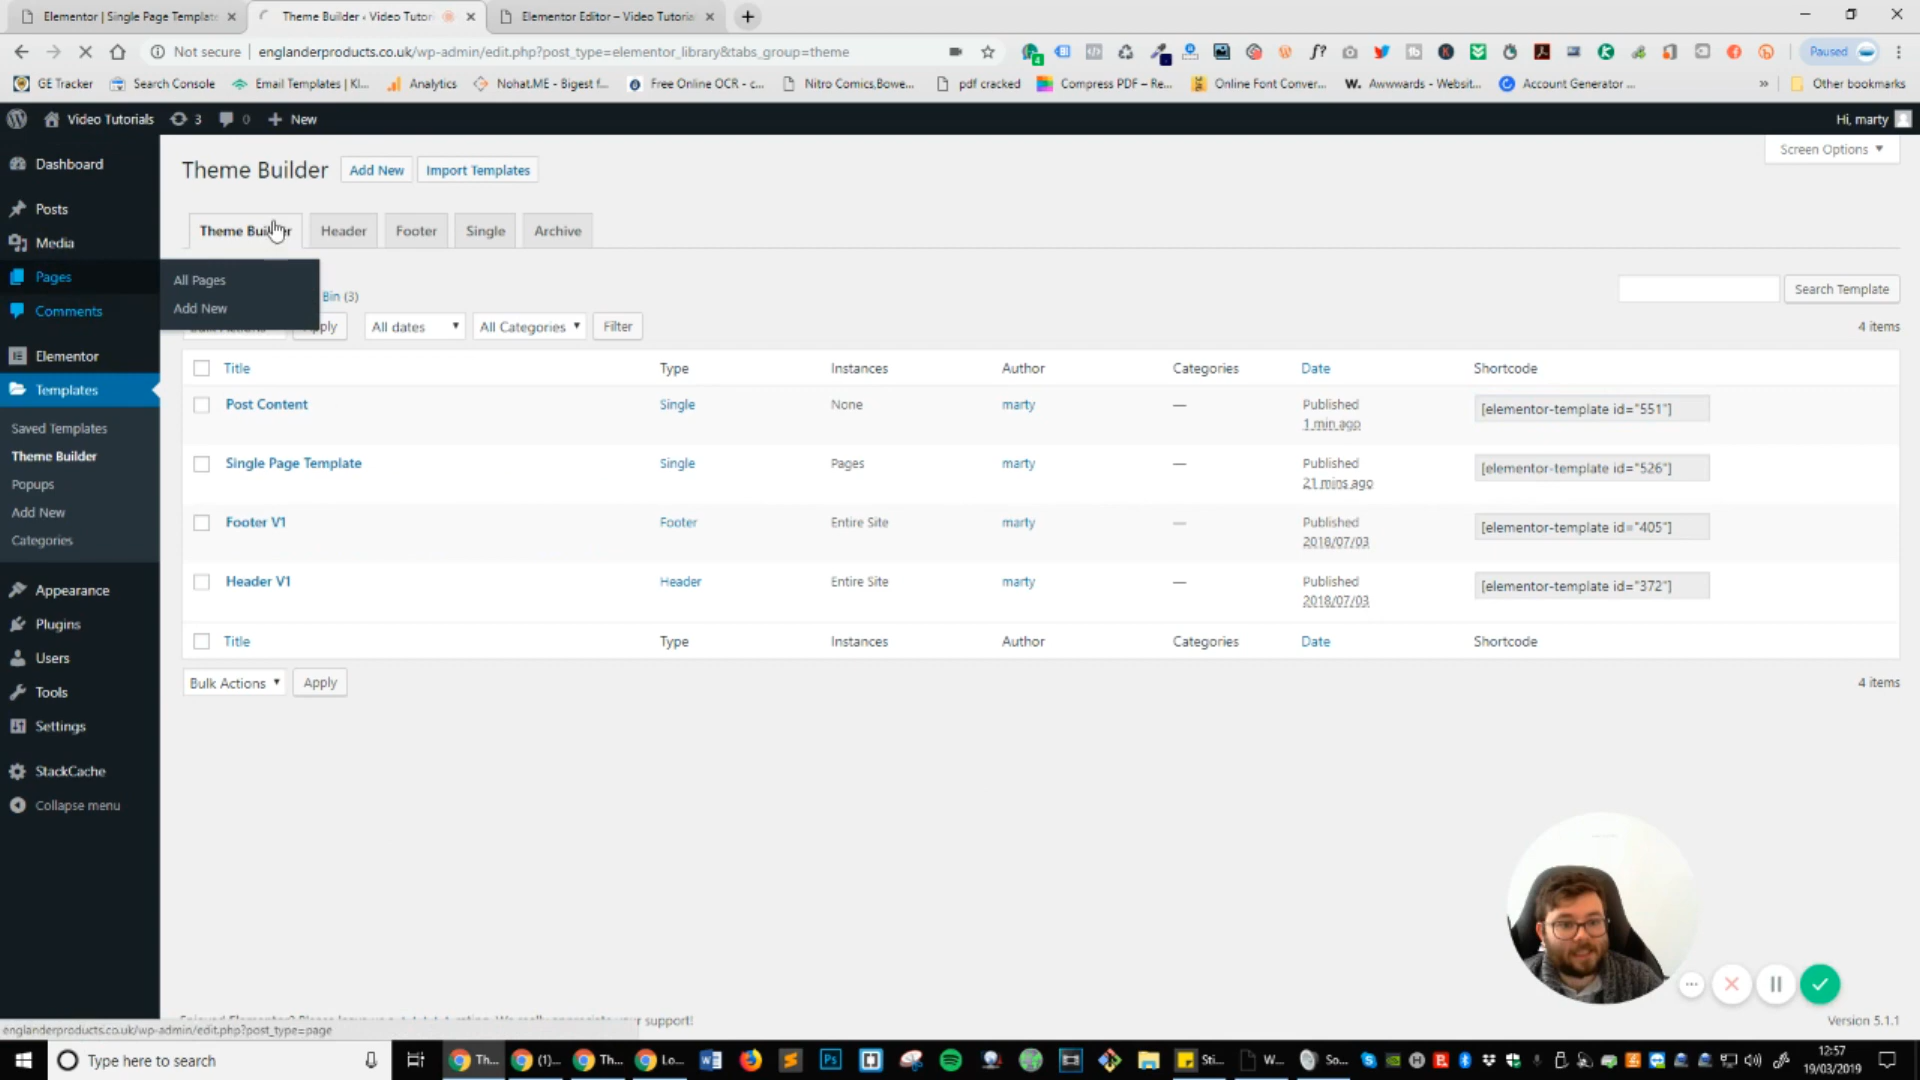 Elementor | Single Page Template
Theme Builder ‹ Video Tutori
Elementor Editor – Video Tutoria
Not secure
englanderproducts.co.uk/wp-admin/edit.php?post_type=elementor_library&tabs_group=theme
Paused
GE Tracker
Search Console
Email Templates | Kl...
Analytics
Nohat.ME - Bigest f...
Free Online OCR - c...
Nitro Comics,Bowe...
pdf cracked
Compress PDF – Re...
Online Font Conver...
W. Awwwards - Websit...
Account Generator ...
»
Other bookmarks
Video Tutorials
3
0
+ New
Hi, marty
Dashboard
Posts
Media
Pages
Comments
Elementor
Templates
Saved Templates
Theme Builder
Popups
Add New
Categories
Appearance
Plugins
Users
Tools
Settings
StackCache
Collapse menu
All Pages
Add New
Theme Builder
Add New
Import Templates
Screen Options
Theme Builder
Header
Footer
Single
Archive
Bin (3)
Search Template
Bulk Actions
Apply
All dates
All Categories
Filter
4 items
Title Type Instances Author Categories Date Shortcode
Post Content Single None marty — Published
1 min ago
[elementor-template id="551"]
Single Page Template Single Pages marty — Published
21 mins ago
[elementor-template id="526"]
Footer V1 Footer Entire Site marty — Published
2018/07/03
[elementor-template id="405"]
Header V1 Header Entire Site marty — Published
2018/07/03
[elementor-template id="372"]
Title Type Instances Author Categories Date Shortcode
Bulk Actions
Apply
4 items
support!
Version 5.1.1
englanderproducts.co.uk/wp-admin/edit.php?post_type=page
Type here to search
Th...
(1)...
Th...
Lo...
Sti...
W...
So...
12:57
19/03/2019